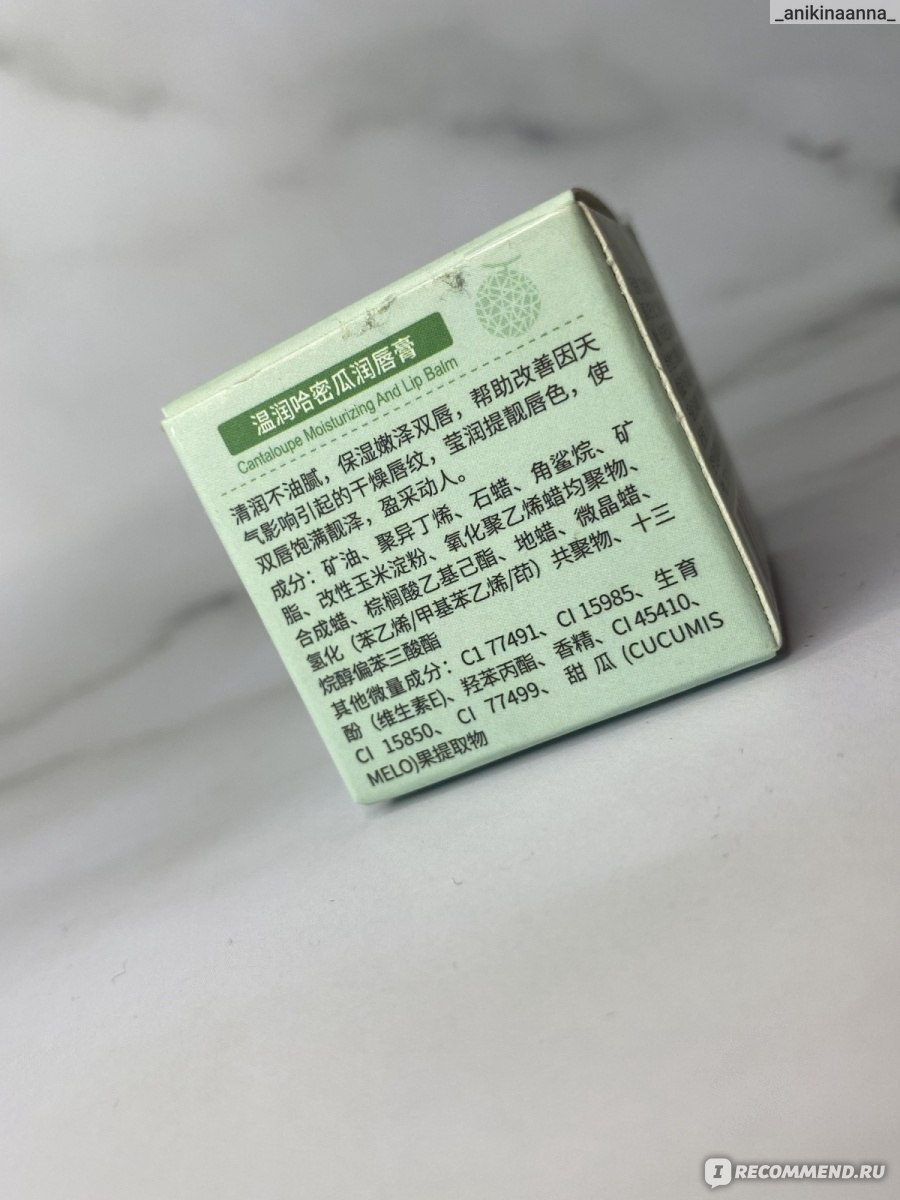 _anikinaanna_
温润哈密瓜润唇膏
Cantaloupe Moisturizing And Lip Balm
清润不油腻，保湿嫩泽双唇，帮助改善因天
气影响引起的干燥唇纹，莹润提靓唇色，使
双唇饱满靓泽，盈采动人。
成分：矿油、聚异丁烯、石蜡、角鲨烷、矿
脂、改性玉米淀粉、氧化聚乙烯蜡均聚物、
合成蜡、棕榈酸乙基己酯、地蜡、微晶蜡、
氢化（苯乙烯/甲基苯乙烯/茚）共聚物、十三
烷醇偏苯三酸酯
其他微量成分：C1 77491、CI 15985、生育
酚（维生素E)、羟苯丙酯、香精、CI 45410、
CI 15850、CI 77499、甜瓜 (CUCUMIS
MELO)果提取物
IRECOMMEND.RU